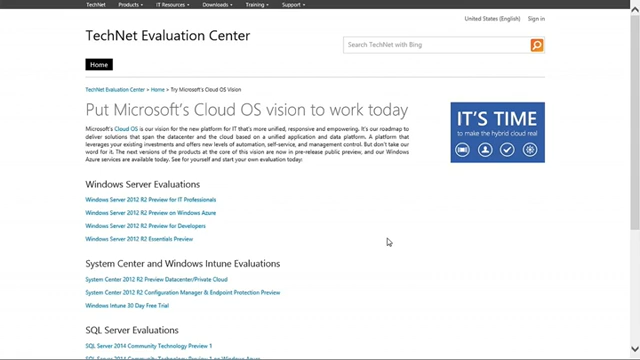 TechNet Products IT Resources Downloads Training Support
United States (English) Sign in
TechNet Evaluation Center
Search TechNet with Bing
Home
TechNet Evaluation Center > Home > Try Microsoft's Cloud OS Vision
Put Microsoft's Cloud OS vision to work today
IT'S TIME
to make the hybrid cloud real
Microsoft's Cloud OS is our vision for the new platform for IT that's more unified, responsive and empowering. It's our roadmap to
deliver solutions that span the datacenter and the cloud based on a unified application and data platform. A platform that
leverages your existing investments and offers new levels of automation, self-service, and management control. But don't take our
word for it. The next versions of the products at the core of this vision are now in pre-release public preview, and our Windows
Azure services are available today. See for yourself and start your own evaluation today:
Windows Server Evaluations
Windows Server 2012 R2 Preview for IT Professionals
Windows Server 2012 R2 Preview on Windows Azure
Windows Server 2012 R2 Preview for Developers
Windows Server 2012 R2 Essentials Preview
System Center and Windows Intune Evaluations
System Center 2012 R2 Preview Datacenter/Private Cloud
System Center 2012 R2 Configuration Manager & Endpoint Protection Preview
Windows Intune 30 Day Free Trial
SQL Server Evaluations
SQL Server 2014 Community Technology Preview 1
SQL Server 2014 Community Technology Preview 1 on Windows Azure